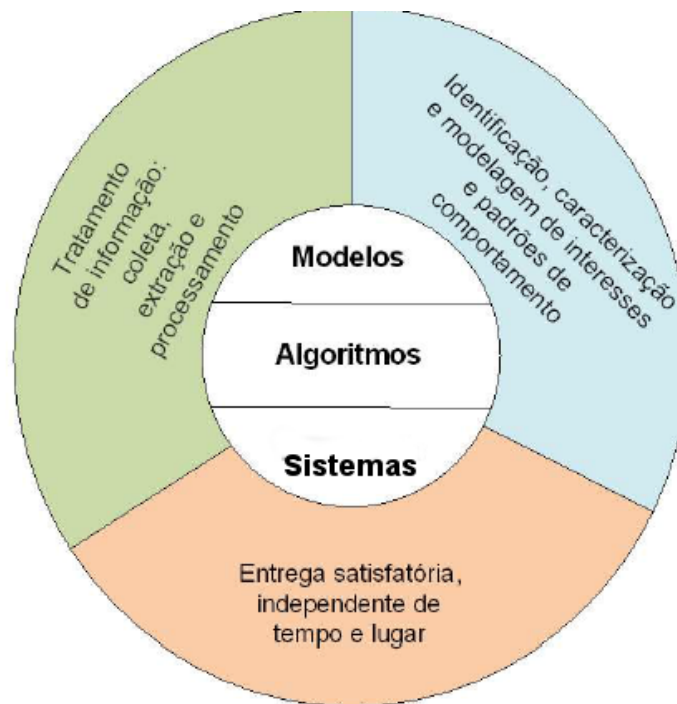 Tratamento
de informação:
coleta,
extração e
processamento
Identificação, caracterização
e modelagem de interesses
e padrões de
comportamento
Modelos
Algoritmos
Sistemas
Entrega satisfatória,
independente de
tempo e lugar